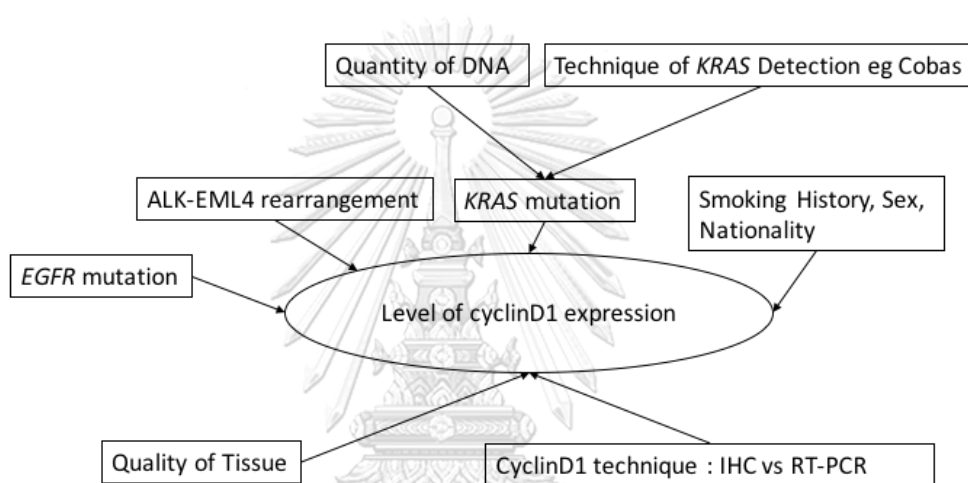 Quantity of DNA
Technique of KRAS Detection eg Cobas
ALK-EML4 rearrangement
KRAS mutation
Smoking History, Sex,
Nationality
EGFR mutation
Level of cyclinD1 expression
Quality of Tissue
CyclinD1 technique : IHC vs RT-PCR